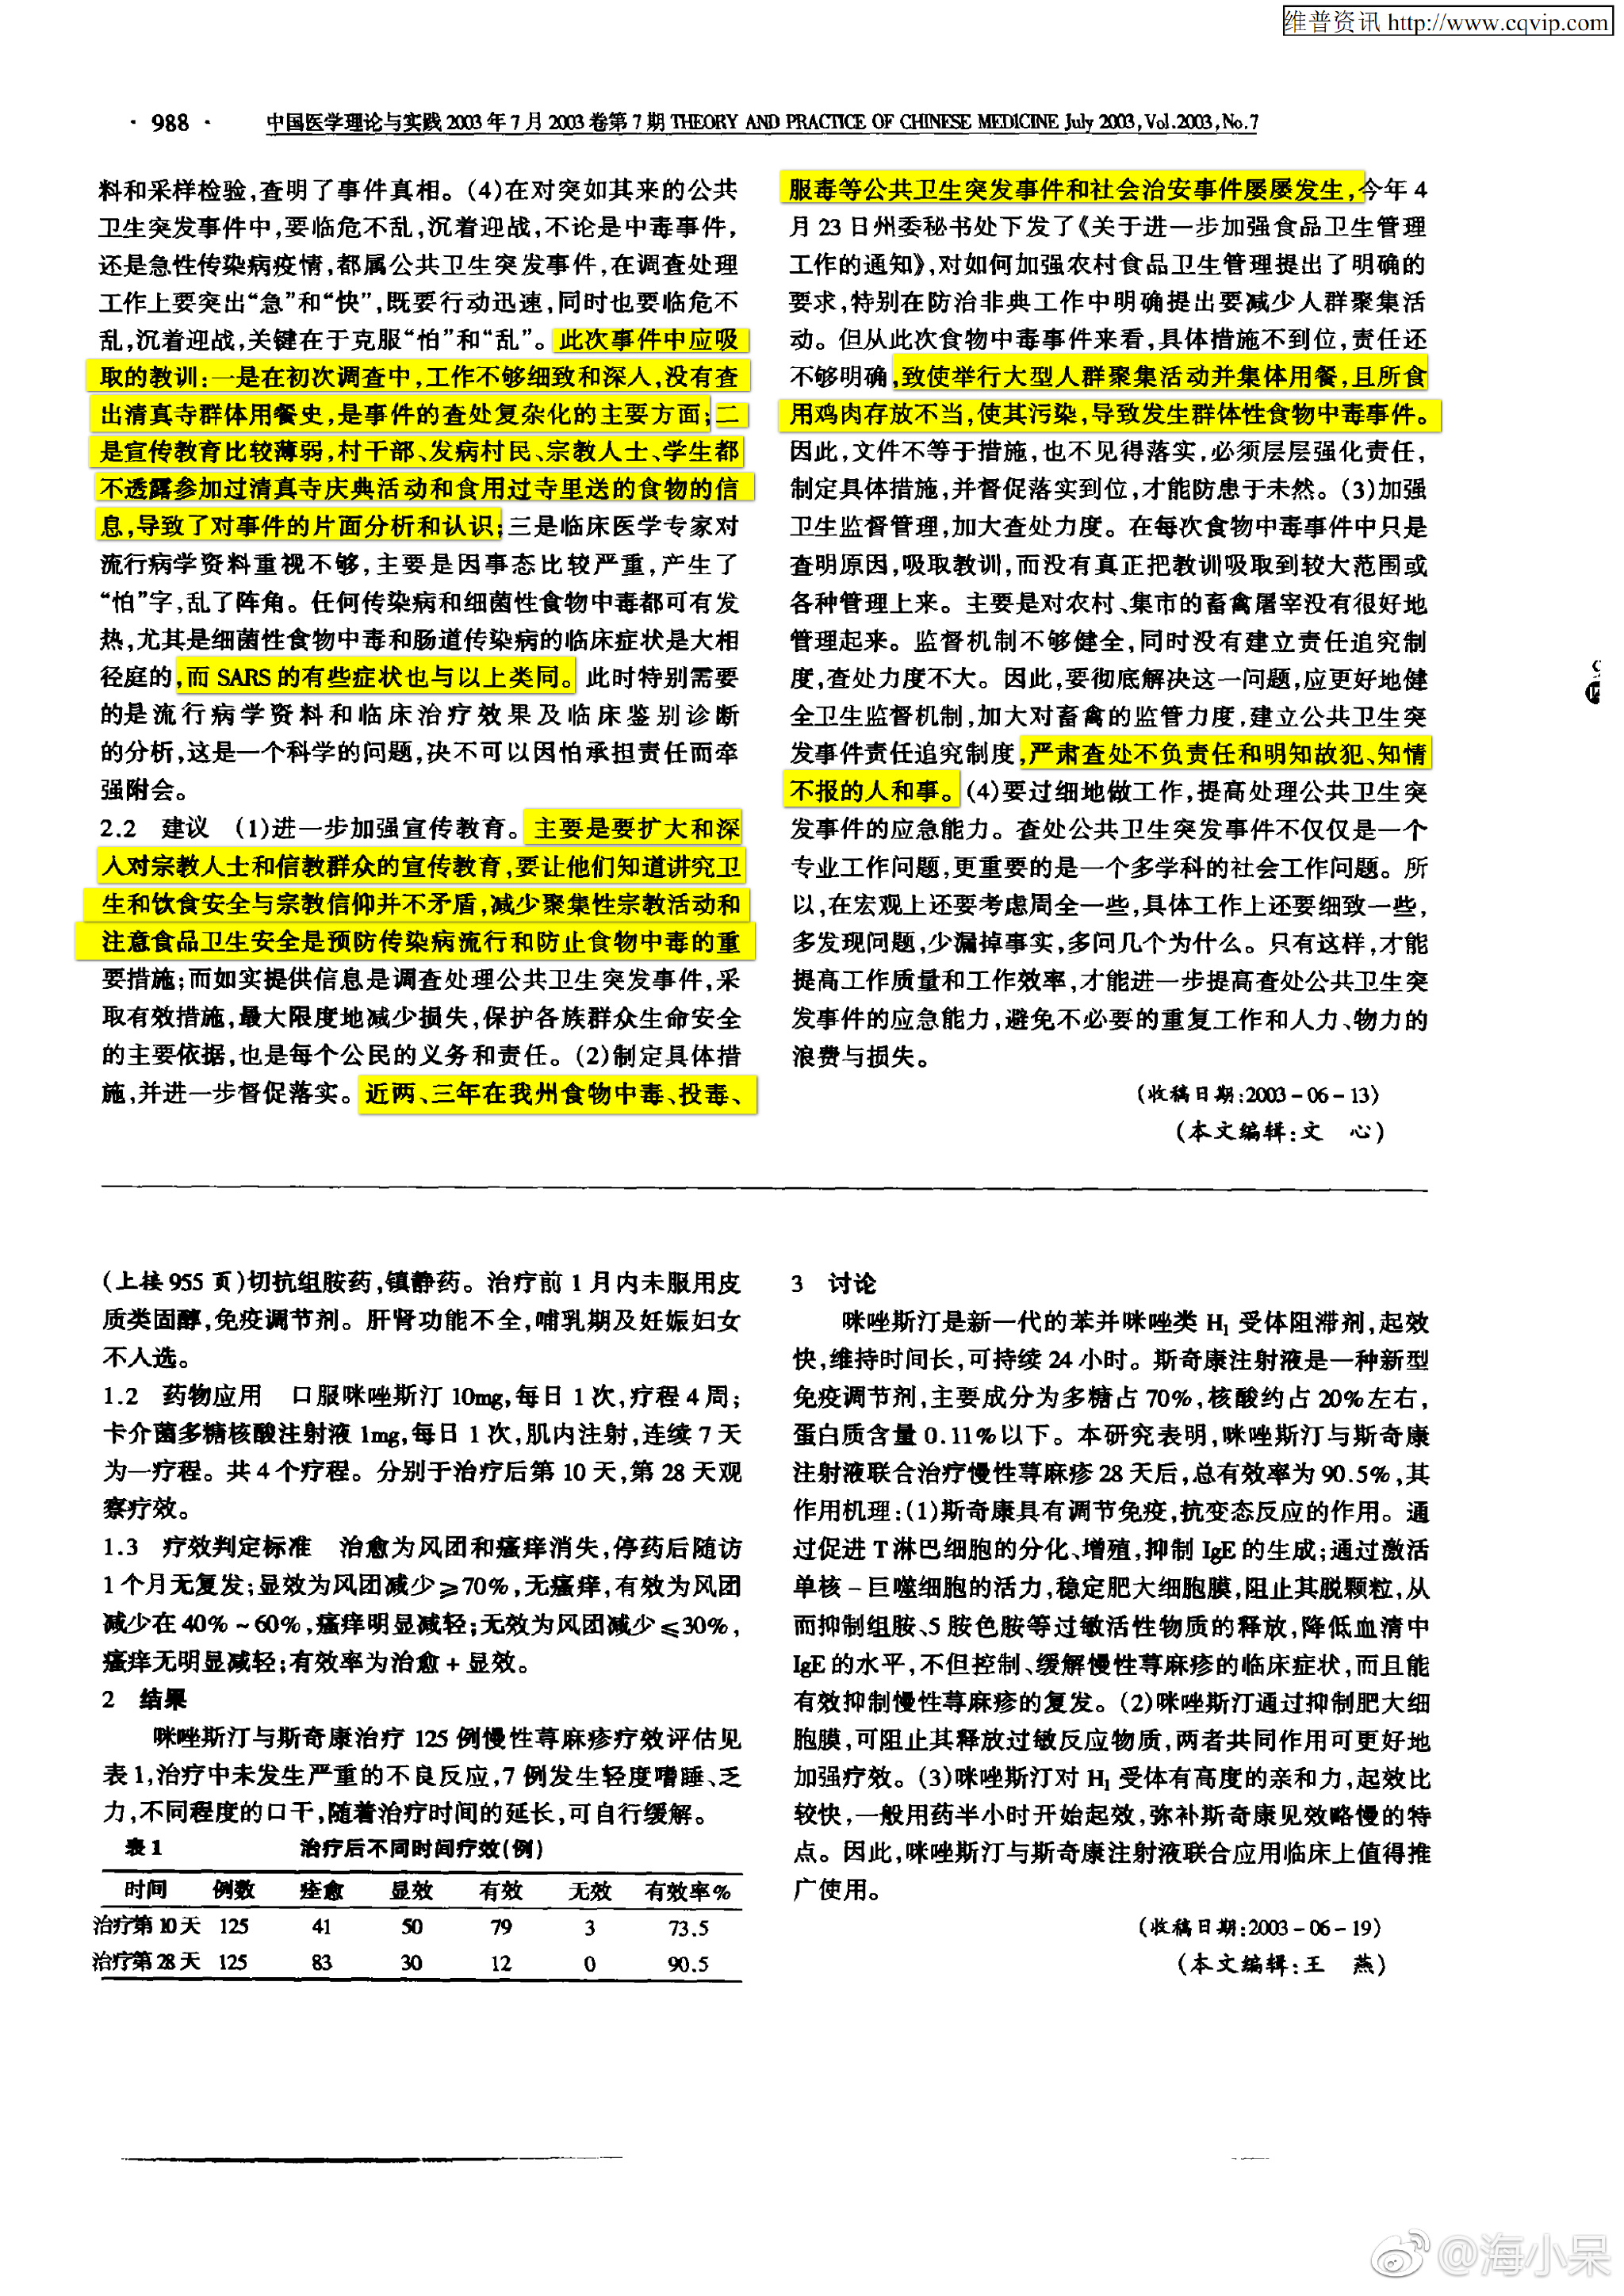 维普资讯 http://www.cqvip.com
· 988 ·
中国医学理论与实践 2003 年 7 月 2003 卷第 7 期 THEORY AND PRACTICE OF CHINESE MEDICINE July 2003,Vol.2003,No.7
料和采样检验,查明了事件真相。(4)在对突如其来的公共
卫生突发事件中,要临危不乱,沉着迎战,不论是中毒事件,
还是急性传染病疫情,都属公共卫生突发事件,在调查处理
工作上要突出“急”和“快”,既要行动迅速,同时也要临危不
乱,沉着迎战,关键在于克服“怕”和“乱”。此次事件中应吸
取的教训:一是在初次调查中,工作不够细致和深入,没有查
出清真寺群体用餐史,是事件的查处复杂化的主要方面;二
是宣传教育比较薄弱,村干部、发病村民、宗教人士、学生都
不透露参加过清真寺庆典活动和食用过寺里送的食物的信
息,导致了对事件的片面分析和认识;三是临床医学专家对
流行病学资料重视不够,主要是因事态比较严重,产生了
“怕”字,乱了阵角。任何传染病和细菌性食物中毒都可有发
热,尤其是细菌性食物中毒和肠道传染病的临床症状是大相
径庭的,而 SARS 的有些症状也与以上类同。此时特别需要
的是流行病学资料和临床治疗效果及临床鉴别诊断
的分析,这是一个科学的问题,决不可以因怕承担责任而牵
强附会。
2.2 建议 (1)进一步加强宣传教育。主要是要扩大和深
入对宗教人士和信教群众的宣传教育,要让他们知道讲究卫
生和饮食安全与宗教信仰并不矛盾,减少聚集性宗教活动和
注意食品卫生安全是预防传染病流行和防止食物中毒的重
要措施;而如实提供信息是调查处理公共卫生突发事件,采
取有效措施,最大限度地减少损失,保护各族群众生命安全
的主要依据,也是每个公民的义务和责任。(2)制定具体措
施,并进一步督促落实。近两、三年在我州食物中毒、投毒、
服毒等公共卫生突发事件和社会治安事件屡屡发生,今年 4
月 23 日州委秘书处下发了《关于进一步加强食品卫生管理
工作的通知》,对如何加强农村食品卫生管理提出了明确的
要求,特别在防治非典工作中明确提出要减少人群聚集活
动。但从此次食物中毒事件来看,具体措施不到位,责任还
不够明确,致使举行大型人群聚集活动并集体用餐,且所食
用鸡肉存放不当,使其污染,导致发生群体性食物中毒事件。
因此,文件不等于措施,也不见得落实,必须层层强化责任,
制定具体措施,并督促落实到位,才能防患于未然。(3)加强
卫生监督管理,加大查处力度。在每次食物中毒事件中只是
查明原因,吸取教训,而没有真正把教训吸取到较大范围或
各种管理上来。主要是对农村、集市的畜禽屠宰没有很好地
管理起来。监督机制不够健全,同时没有建立责任追究制
度,查处力度不大。因此,要彻底解决这一问题,应更好地健
全卫生监督机制,加大对畜禽的监管力度,建立公共卫生突
发事件责任追究制度,严肃查处不负责任和明知故犯、知情
不报的人和事。(4)要过细地做工作,提高处理公共卫生突
发事件的应急能力。查处公共卫生突发事件不仅仅是一个
专业工作问题,更重要的是一个多学科的社会工作问题。所
以,在宏观上还要考虑周全一些,具体工作上还要细致一些,
多发现问题,少漏掉事实,多问几个为什么。只有这样,才能
提高工作质量和工作效率,才能进一步提高查处公共卫生突
发事件的应急能力,避免不必要的重复工作和人力、物力的
浪费与损失。
(收稿日期:2003-06-13)
(本文编辑:文 心)
(上接 955 页)切抗组胺药,镇静药。治疗前 1 月内未服用皮
质类固醇,免疫调节剂。肝肾功能不全,哺乳期及妊娠妇女
不入选。
1.2 药物应用 口服咪唑斯汀 10mg,每日 1 次,疗程 4 周;
卡介菌多糖核酸注射液 1mg,每日 1 次,肌内注射,连续 7 天
为一疗程。共 4 个疗程。分别于治疗后第 10 天,第 28 天观
察疗效。
1.3 疗效判定标准 治愈为风团和瘙痒消失,停药后随访
1 个月无复发;显效为风团减少≥70%,无瘙痒,有效为风团
减少在 40%~60%,瘙痒明显减轻;无效为风团减少≤30%,
瘙痒无明显减轻;有效率为治愈+显效。
2 结果
咪唑斯汀与斯奇康治疗 125 例慢性荨麻疹疗效评估见
表 1,治疗中未发生严重的不良反应,7 例发生轻度嗜睡、乏
力,不同程度的口干,随着治疗时间的延长,可自行缓解。
表 1 治疗后不同时间疗效(例)
时间 例数 痊愈 显效 有效 无效 有效率%
治疗第 10 天 125 41 50 79 3 73.5
治疗第 28 天 125 83 30 12 0 90.5
3 讨论
咪唑斯汀是新一代的苯并咪唑类 H₁ 受体阻滞剂,起效
快,维持时间长,可持续 24 小时。斯奇康注射液是一种新型
免疫调节剂,主要成分为多糖占 70%,核酸约占 20%左右,
蛋白质含量 0.11%以下。本研究表明,咪唑斯汀与斯奇康
注射液联合治疗慢性荨麻疹 28 天后,总有效率为 90.5%,其
作用机理:(1)斯奇康具有调节免疫,抗变态反应的作用。通
过促进 T 淋巴细胞的分化、增殖,抑制 IgE 的生成;通过激活
单核-巨噬细胞的活力,稳定肥大细胞膜,阻止其脱颗粒,从
而抑制组胺、5 胺色胺等过敏活性物质的释放,降低血清中
IgE 的水平,不但控制、缓解慢性荨麻疹的临床症状,而且能
有效抑制慢性荨麻疹的复发。(2)咪唑斯汀通过抑制肥大细
胞膜,可阻止其释放过敏反应物质,两者共同作用可更好地
加强疗效。(3)咪唑斯汀对 H₁ 受体有高度的亲和力,起效比
较快,一般用药半小时开始起效,弥补斯奇康见效略慢的特
点。因此,咪唑斯汀与斯奇康注射液联合应用临床上值得推
广使用。
(收稿日期:2003-06-19)
(本文编辑:王 燕)
@海小呆